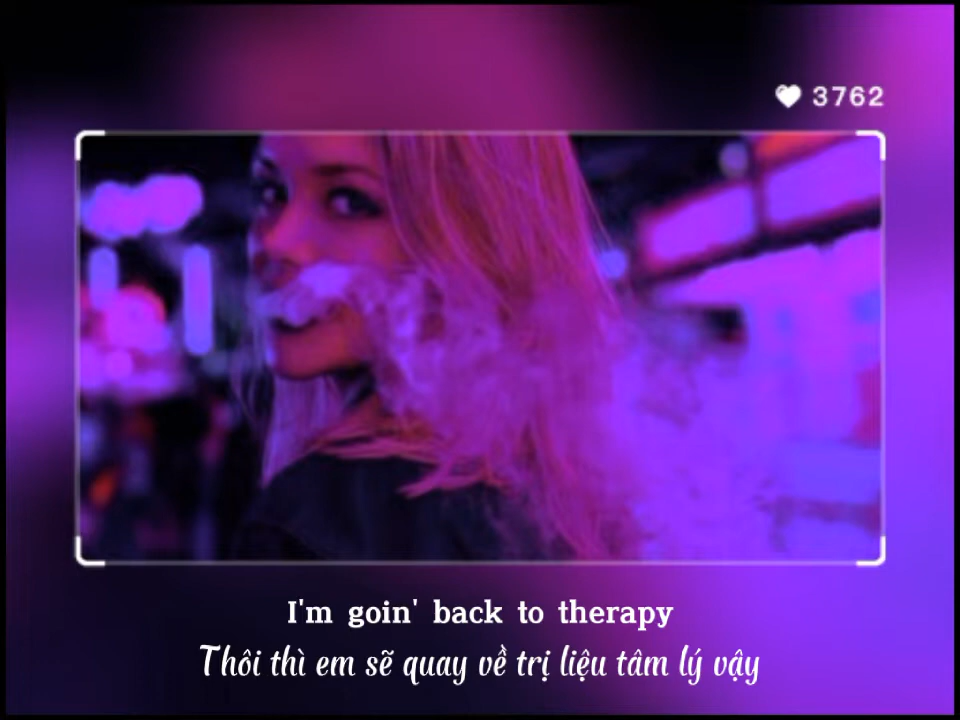 3762
I'm goin' back to therapy
Thôi thì em sẽ quay về trị liệu tâm lý vậy